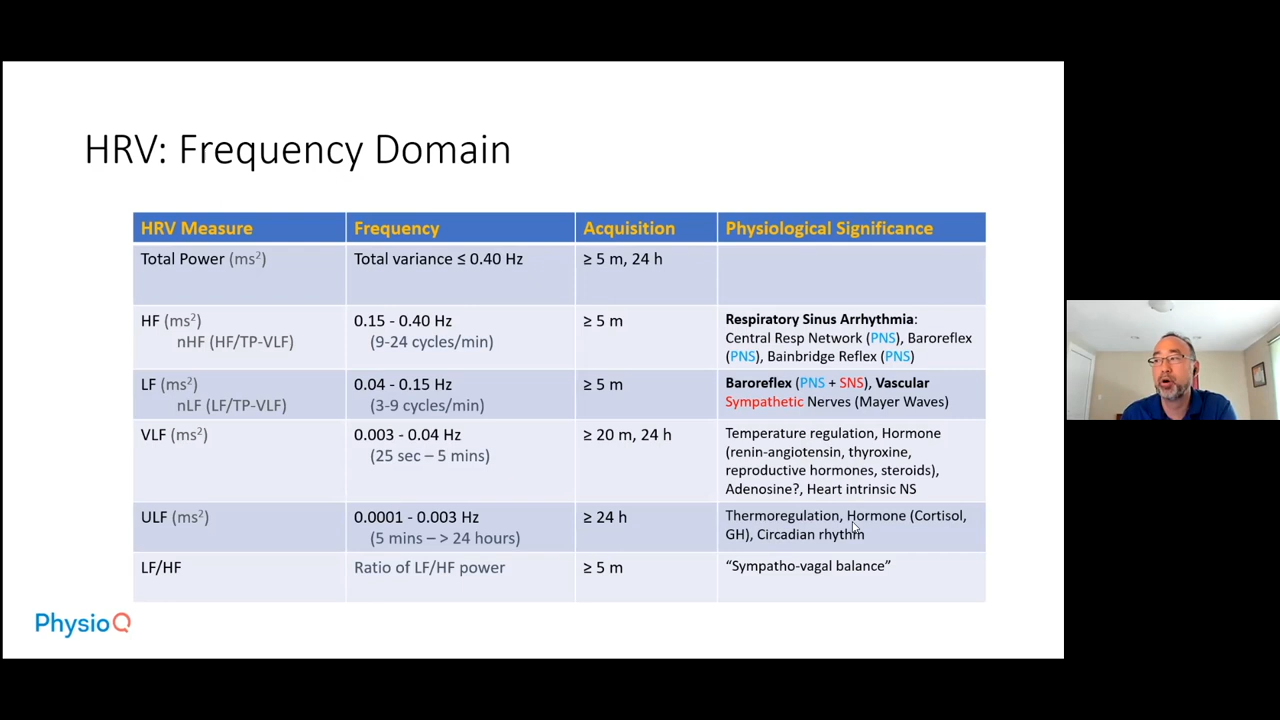 HRV: Frequency Domain
HRV Measure Frequency Acquisition Physiological Significance
Total Power (ms²) Total variance ≤ 0.40 Hz ≥ 5 m, 24 h
HF (ms²) 0.15 - 0.40 Hz ≥ 5 m Respiratory Sinus Arrhythmia:
nHF (HF/TP-VLF) (9-24 cycles/min) Central Resp Network (PNS), Baroreflex
(PNS), Bainbridge Reflex (PNS)
LF (ms²) 0.04 - 0.15 Hz ≥ 5 m Baroreflex (PNS + SNS), Vascular
nLF (LF/TP-VLF) (3-9 cycles/min) Sympathetic Nerves (Mayer Waves)
VLF (ms²) 0.003 - 0.04 Hz ≥ 20 m, 24 h Temperature regulation, Hormone
(25 sec – 5 mins) (renin-angiotensin, thyroxine,
reproductive hormones, steroids),
Adenosine?, Heart intrinsic NS
ULF (ms²) 0.0001 - 0.003 Hz ≥ 24 h Thermoregulation, Hormone (Cortisol,
(5 mins – > 24 hours) GH), Circadian rhythm
LF/HF Ratio of LF/HF power ≥ 5 m “Sympatho-vagal balance”
PhysioQ